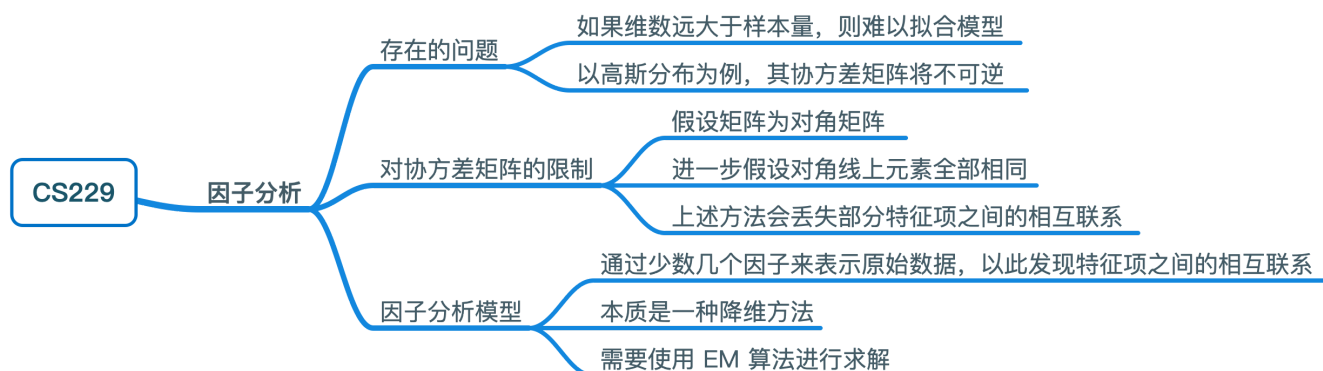 CS229
因子分析
存在的问题
如果维数远大于样本量，则难以拟合模型
以高斯分布为例，其协方差矩阵将不可逆
对协方差矩阵的限制
假设矩阵为对角矩阵
进一步假设对角线上元素全部相同
上述方法会丢失部分特征项之间的相互联系
因子分析模型
通过少数几个因子来表示原始数据，以此发现特征项之间的相互联系
本质是一种降维方法
需要使用 EM 算法进行求解